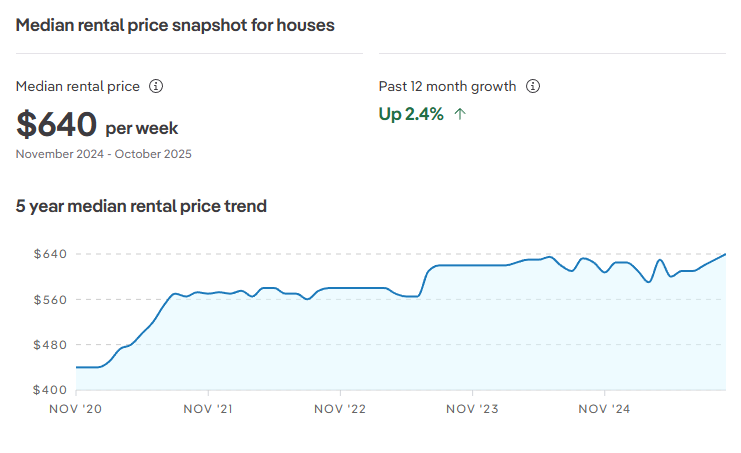 Median rental price snapshot for houses
Median rental price
Past 12 month growth
$640 per week
Up 2.4% ↑
November 2024 - October 2025
5 year median rental price trend
$640
$560
$480
$400
NOV '20 NOV '21 NOV '22 NOV '23 NOV '24